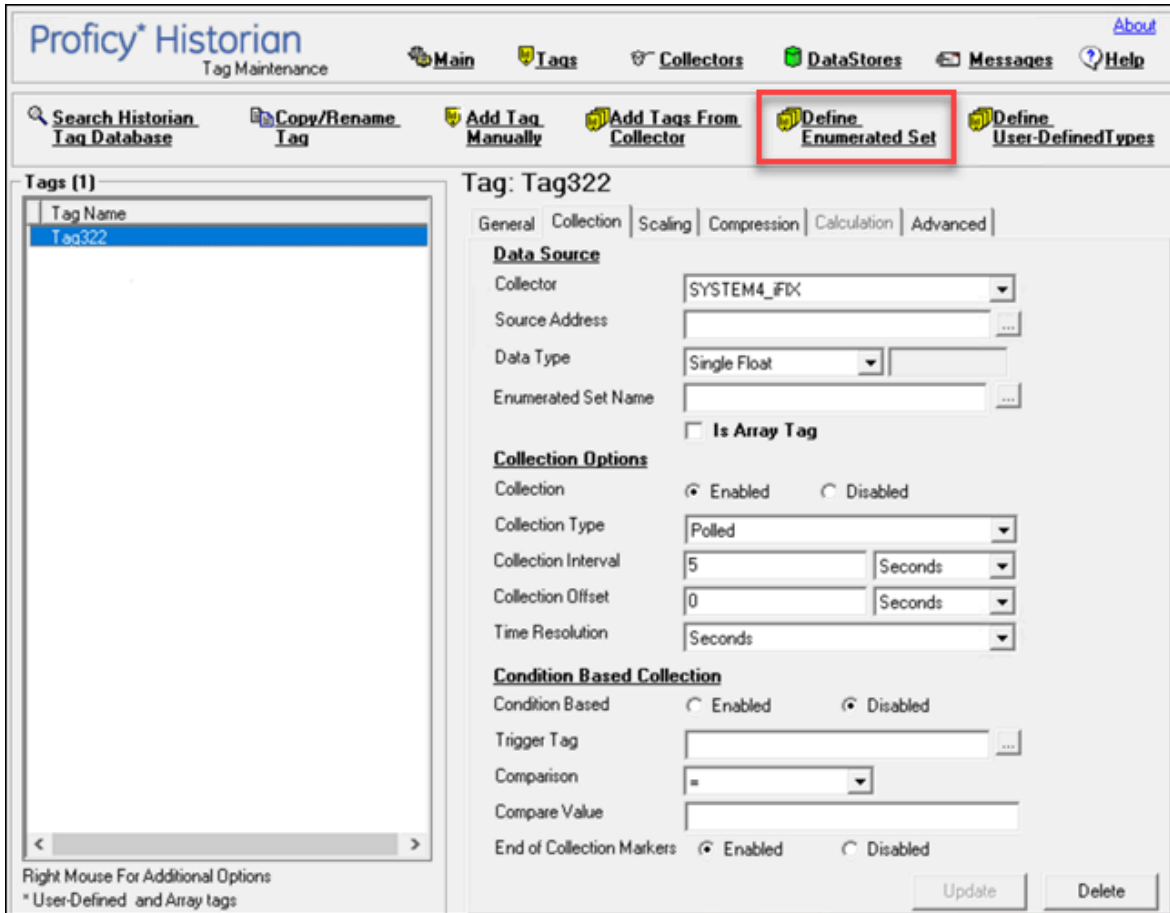 About
Proficy* Historian
Tag Maintenance
Main Tags Collectors DataStores Messages Help
Search Historian Tag Database
Copy/Rename Tag
Add Tag Manually
Add Tags From Collector
Define Enumerated Set
Define User-DefinedTypes
Tags (1)
Tag Name
Tag322
Right Mouse For Additional Options
* User-Defined and Array tags
Tag: Tag322
General Collection Scaling Compression Calculation Advanced
Data Source
Collector SYSTEM4_iFIX
Source Address ...
Data Type Single Float
Enumerated Set Name ...
Is Array Tag
Collection Options
Collection Enabled Disabled
Collection Type Polled
Collection Interval 5 Seconds
Collection Offset 0 Seconds
Time Resolution Seconds
Condition Based Collection
Condition Based Enabled Disabled
Trigger Tag ...
Comparison =
Compare Value
End of Collection Markers Enabled Disabled
Update Delete